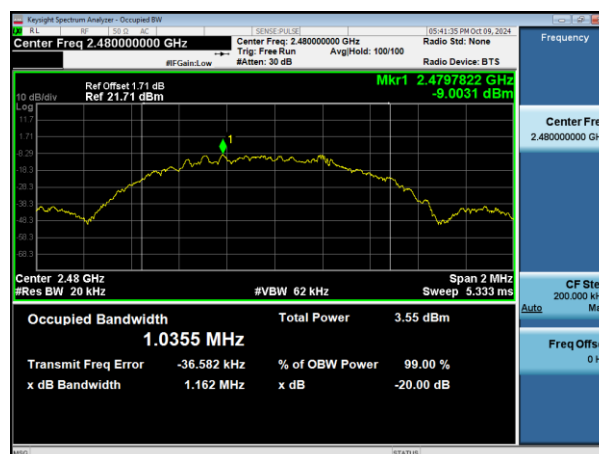 Keysight Spectrum Analyzer - Occupied BW
RL RF 50 Ω AC SENSE:PULSE 05:41:35 PM Oct 09, 2024
Center Freq 2.480000000 GHz Center Freq: 2.480000000 GHz Radio Std: None Frequency
Trig: Free Run Avg|Hold: 100/100
#IFGain:Low #Atten: 30 dB Radio Device: BTS
Ref Offset 1.71 dB Mkr1 2.4797822 GHz
10 dB/div Ref 21.71 dBm -9.0031 dBm
Log
11.7
1.71
-8.29
-18.3
-28.3
-38.3
-48.3
-58.3
-68.3
1
Center Fre
2.480000000 G
Center 2.48 GHz Span 2 MHz
#Res BW 20 kHz #VBW 62 kHz Sweep 5.333 ms
CF Ste
200.000 kH
Auto Ma
Occupied Bandwidth Total Power 3.55 dBm
1.0355 MHz
Transmit Freq Error -36.582 kHz % of OBW Power 99.00 %
x dB Bandwidth 1.162 MHz x dB -20.00 dB
Freq Offs
0 H
MSG STATUS